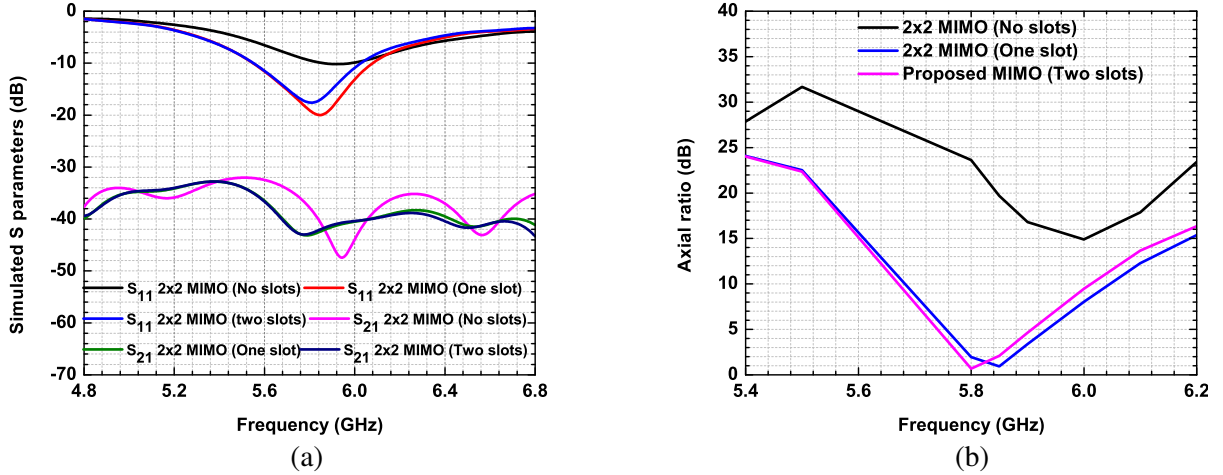 0
-10
-20
-30
-40
-50
-60
-70
Simulated S parameters (dB)
S11 2x2 MIMO (No slots) S11 2x2 MIMO (One slot)
S11 2x2 MIMO (two slots) S21 2x2 MIMO (No slots)
S21 2x2 MIMO (One slot) S21 2x2 MIMO (Two slots)
4.8 5.2 5.6 6.0 6.4 6.8
Frequency (GHz)
(a)
40
35
30
25
20
15
10
5
0
Axial ratio (dB)
2x2 MIMO (No slots)
2x2 MIMO (One slot)
Proposed MIMO (Two slots)
5.4 5.6 5.8 6.0 6.2
Frequency (GHz)
(b)